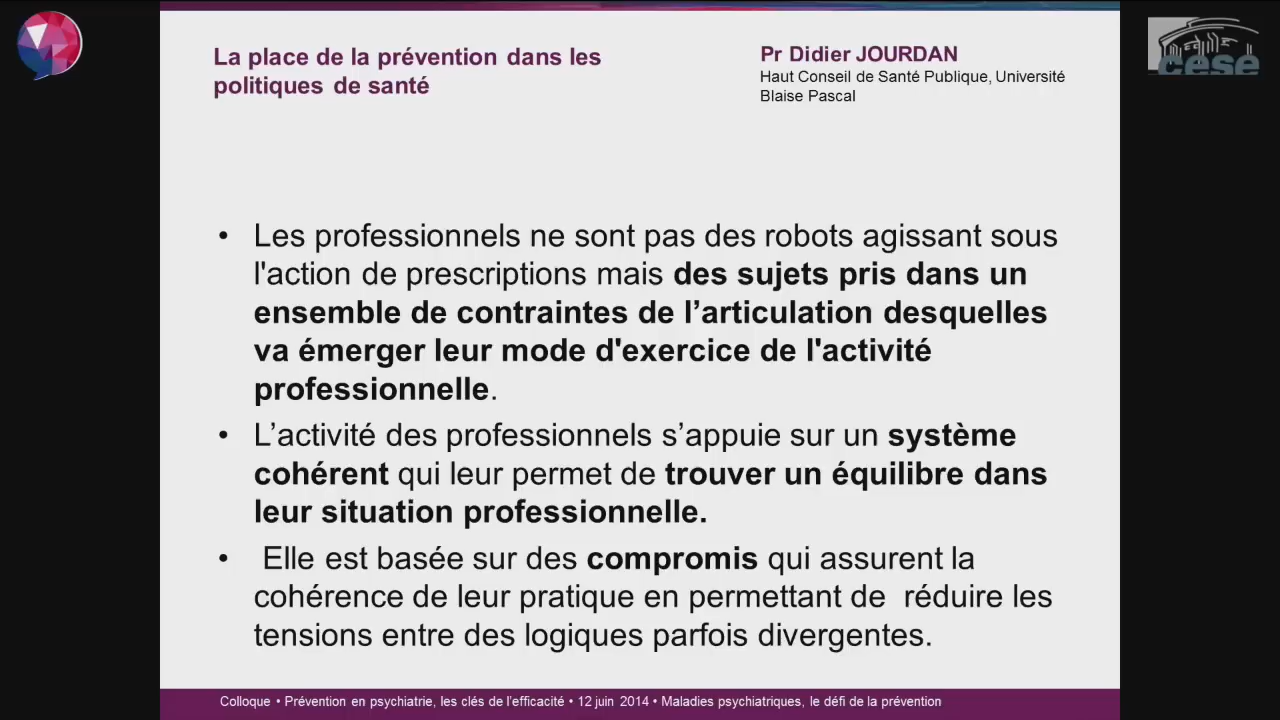 La place de la prévention dans les
politiques de santé
Pr Didier JOURDAN
Haut Conseil de Santé Publique, Université
Blaise Pascal
cese
• Les professionnels ne sont pas des robots agissant sous
l'action de prescriptions mais des sujets pris dans un
ensemble de contraintes de l’articulation desquelles
va émerger leur mode d'exercice de l'activité
professionnelle.
• L’activité des professionnels s’appuie sur un système
cohérent qui leur permet de trouver un équilibre dans
leur situation professionnelle.
• Elle est basée sur des compromis qui assurent la
cohérence de leur pratique en permettant de réduire les
tensions entre des logiques parfois divergentes.
Colloque • Prévention en psychiatrie, les clés de l’efficacité • 12 juin 2014 • Maladies psychiatriques, le défi de la prévention